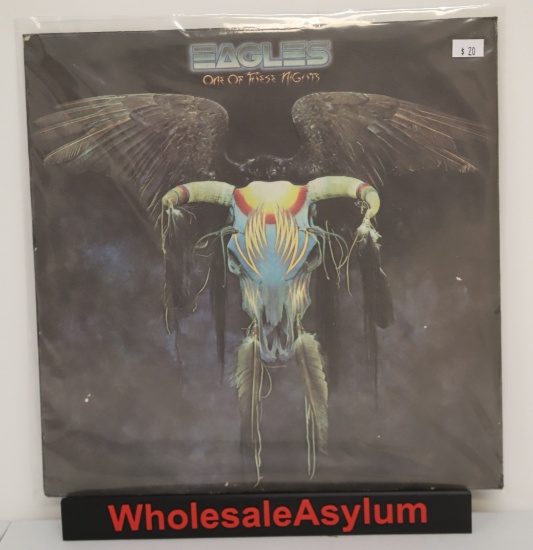 EAGLES
ONE OF THESE NIGHTS
$ 20
WholesaleAsylum